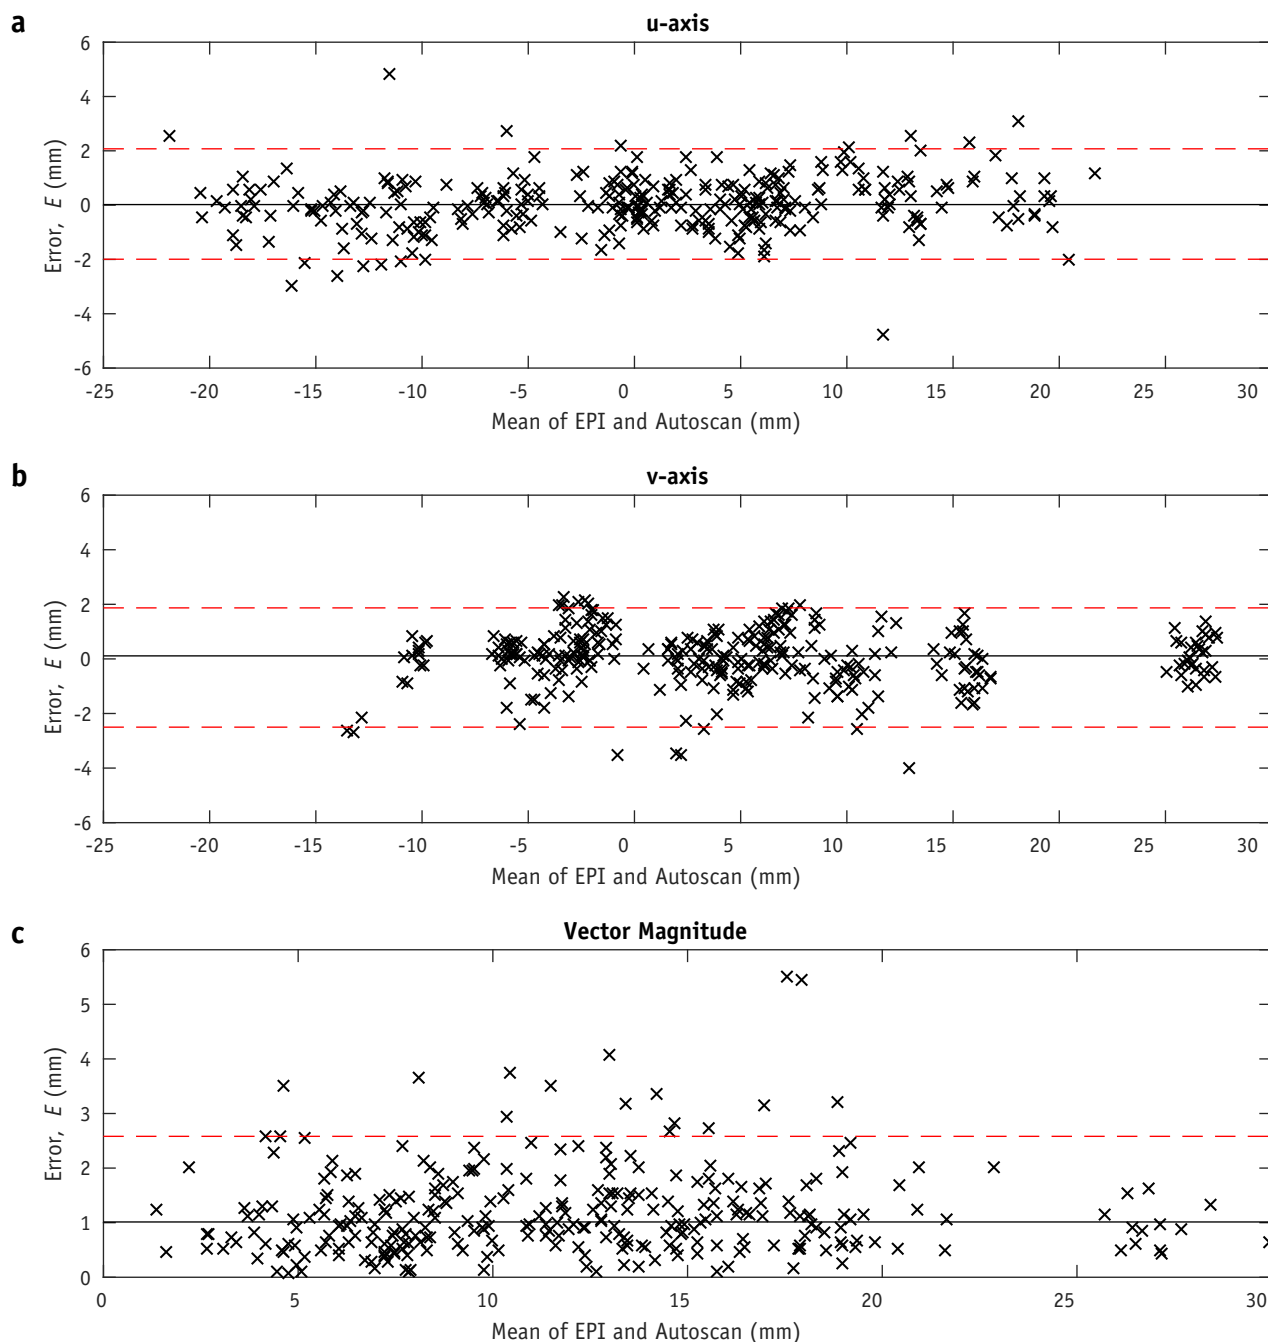 a
u-axis
6
4
2
0
-2
-4
-6
Error, E (mm)
-25 -20 -15 -10 -5 0 5 10 15 20 25 30
Mean of EPI and Autoscan (mm)
b
v-axis
6
4
2
0
-2
-4
-6
Error, E (mm)
-25 -20 -15 -10 -5 0 5 10 15 20 25 30
Mean of EPI and Autoscan (mm)
c
Vector Magnitude
6
5
4
3
2
1
0
Error, E (mm)
0 5 10 15 20 25 30
Mean of EPI and Autoscan (mm)